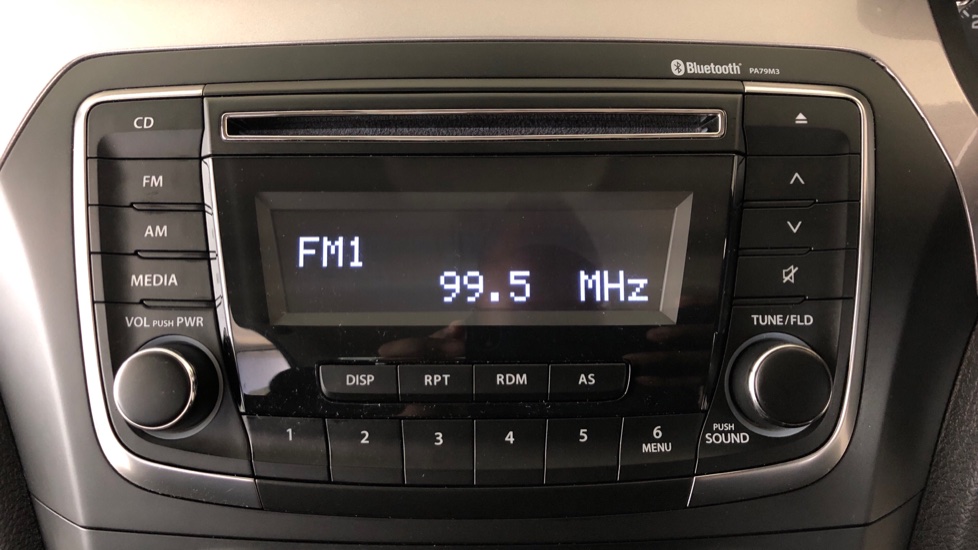 Bluetooth PA79M3
CD
FM
AM
MEDIA
VOL PUSH PWR
FM1
99.5 MHz
DISP RPT RDM AS
1 2 3 4 5 6
MENU
TUNE/FLD
PUSH
SOUND